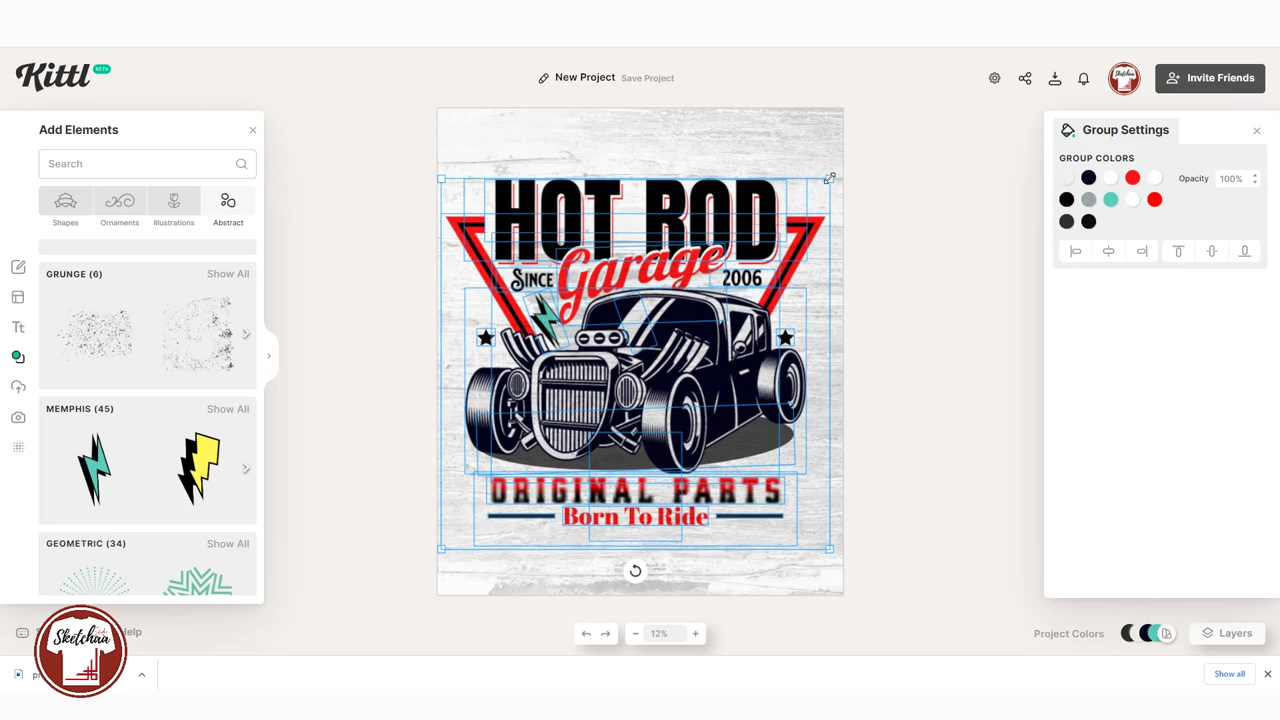 Kittl BETA
New Project Save Project
Sketchaa
Invite Friends
Add Elements
Search
Shapes Ornaments Illustrations Abstract
GRUNGE (6) Show All
MEMPHIS (45) Show All
GEOMETRIC (34) Show All
HOT ROD
SINCE Garage 2006
ORIGINAL PARTS
Born To Ride
Group Settings
GROUP COLORS
Opacity 100%
12%
Project Colors
Layers
Sketchaa
Show all